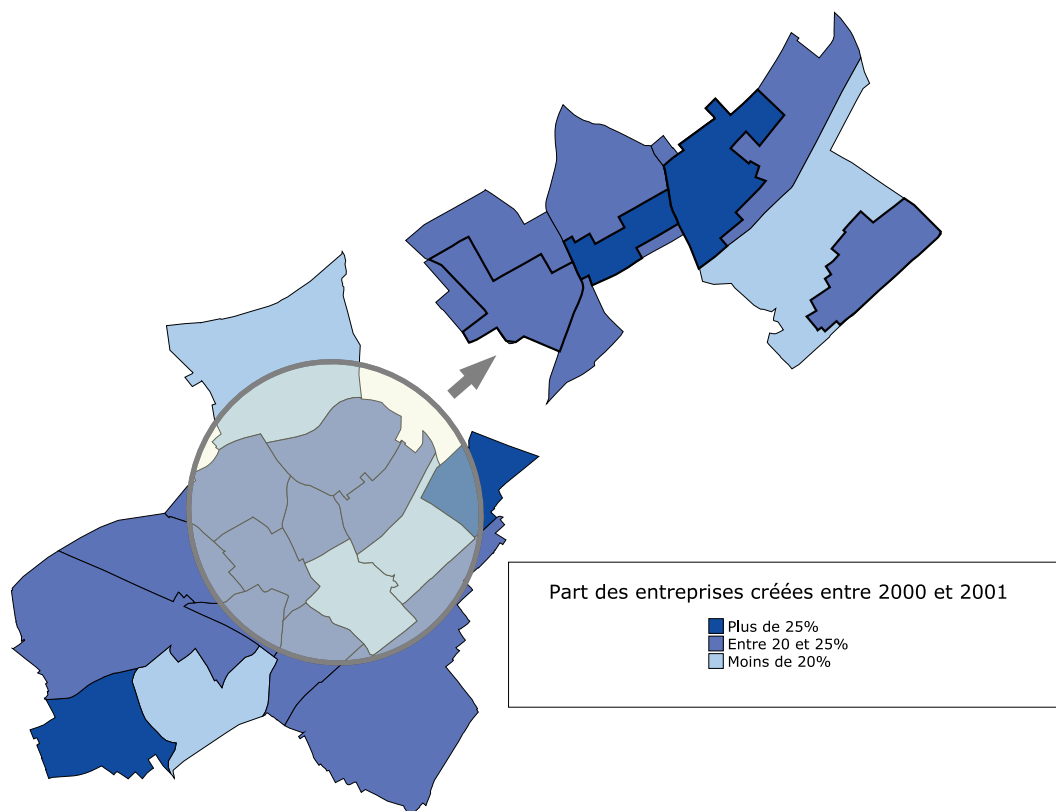 Part des entreprises créées entre 2000 et 2001
Plus de 25%
Entre 20 et 25%
Moins de 20%